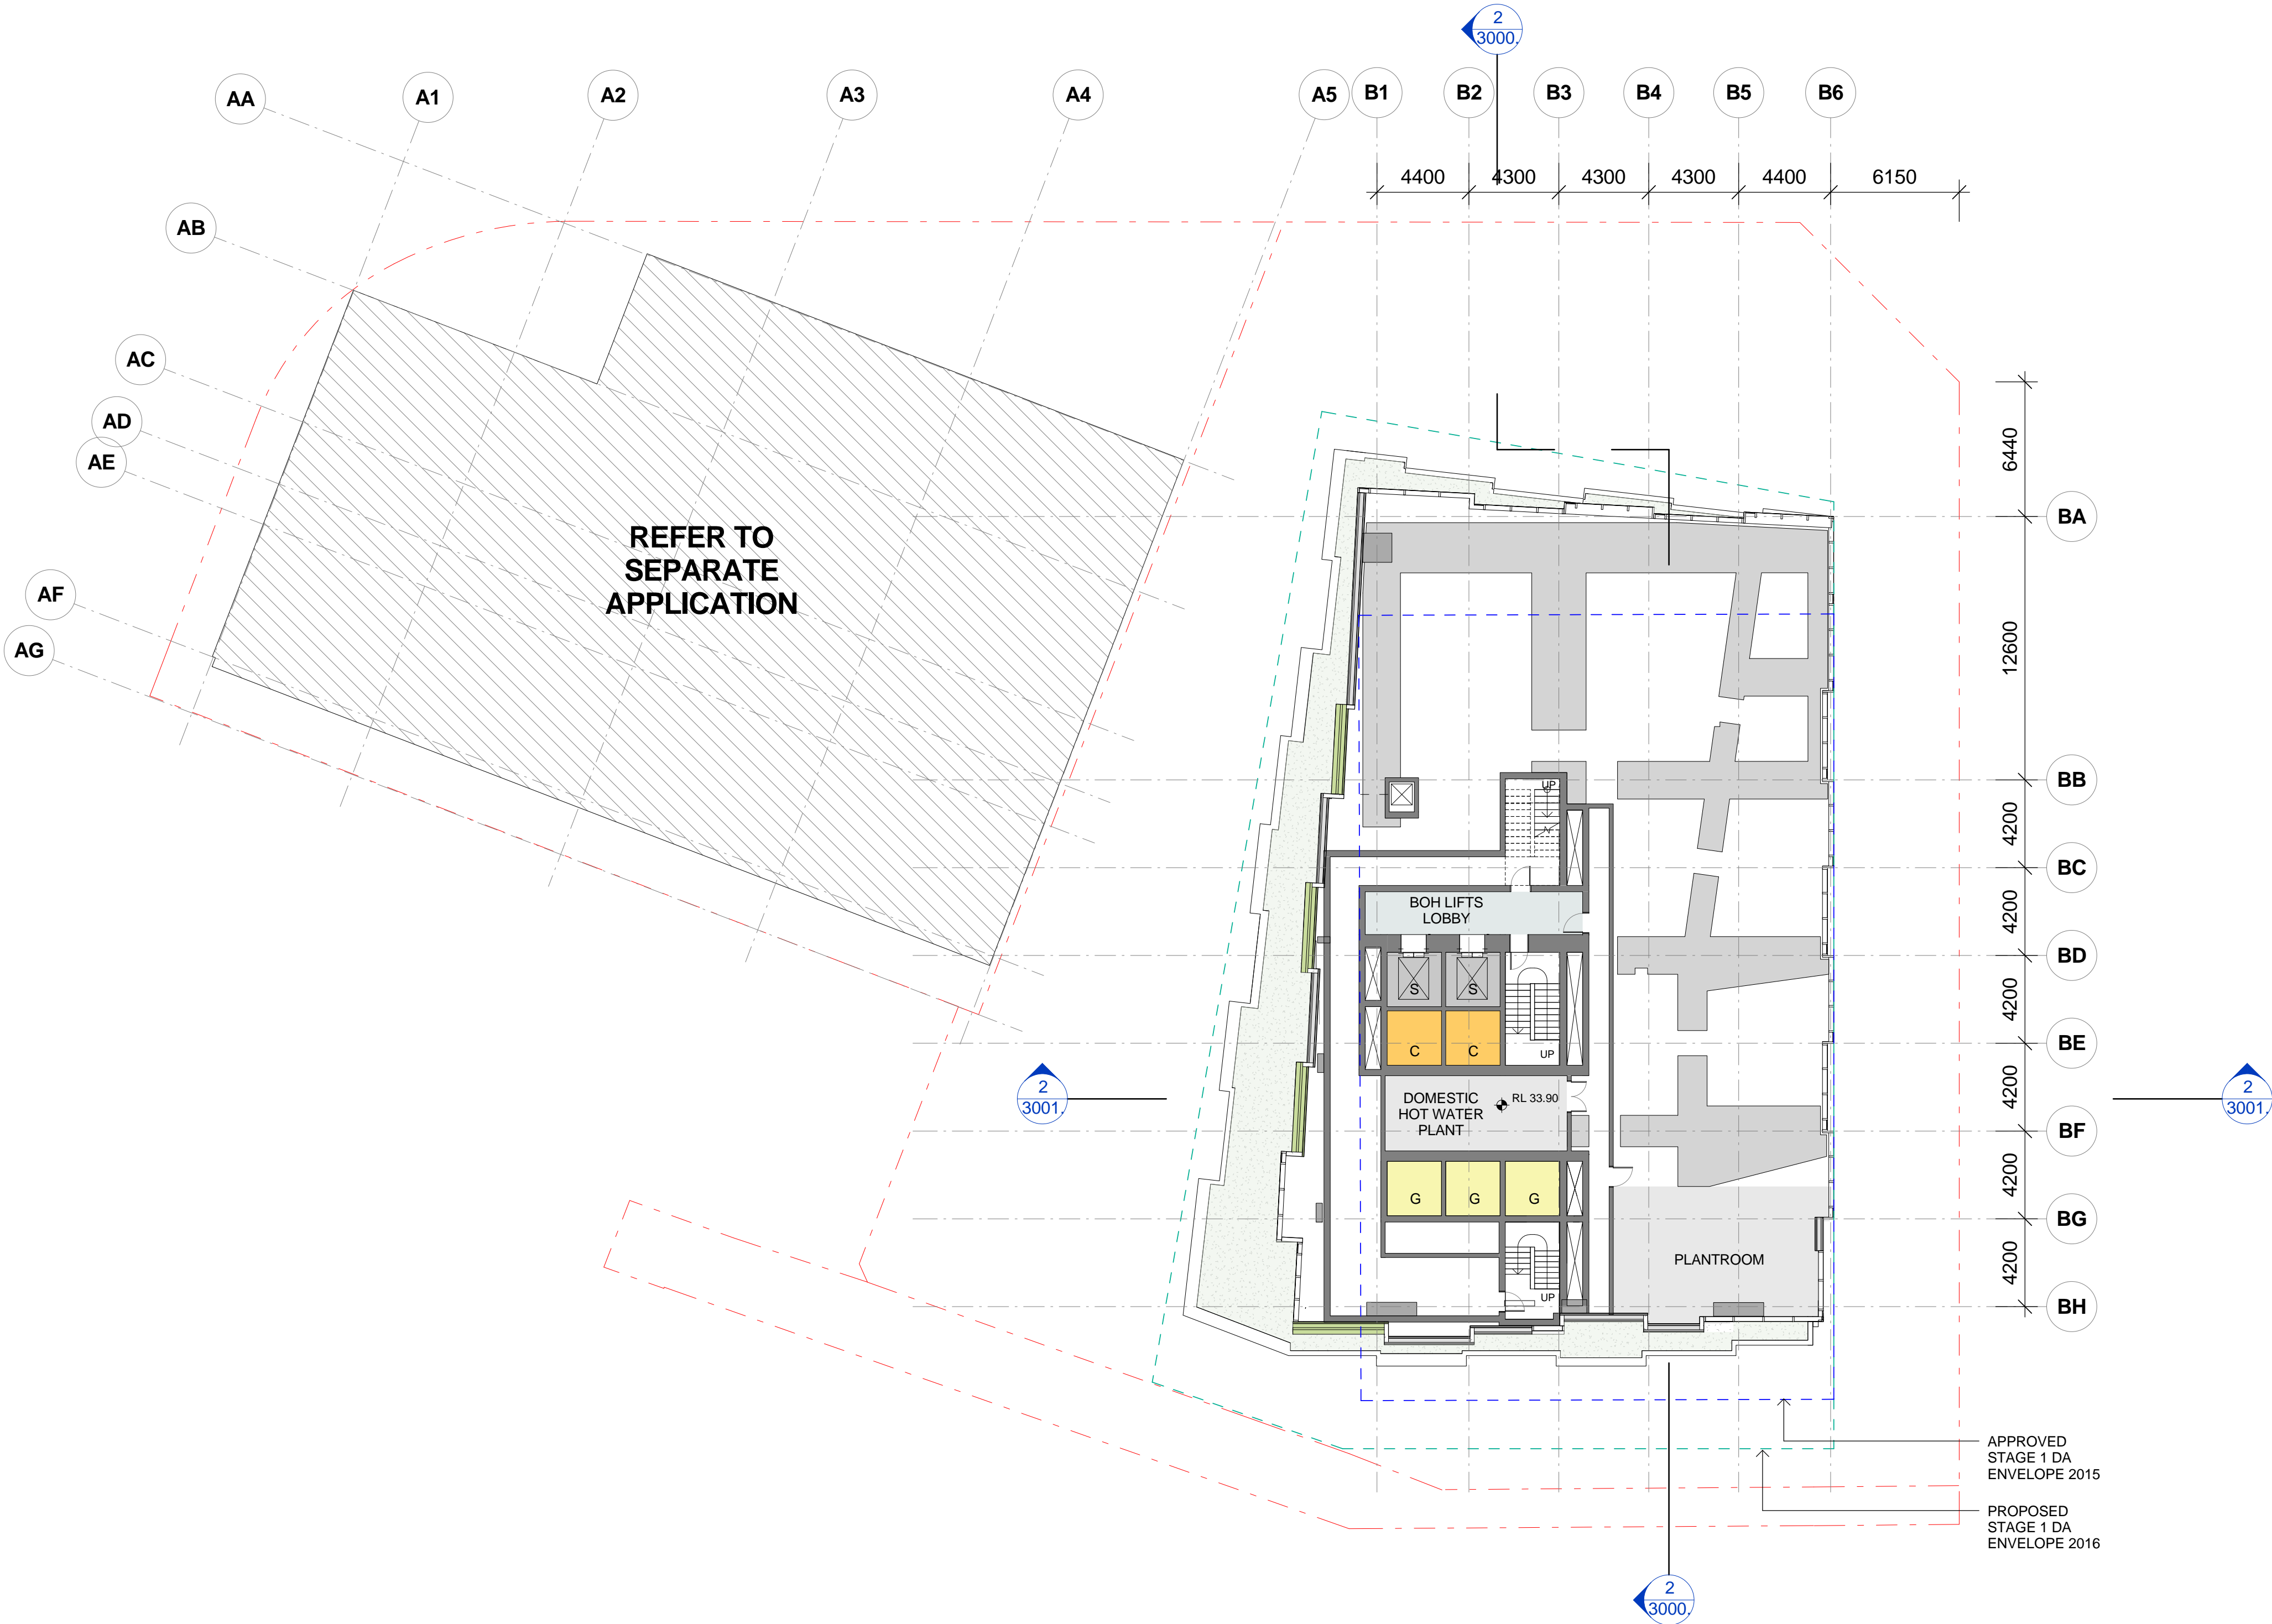 2
3000.
AA
A1
A2
A3
A4
A5
B1
B2
B3
B4
B5
B6
4400
4300
4300
4300
4400
6150
AB
AC
AD
AE
AF
AG
REFER TO
SEPARATE
APPLICATION
6440
BA
12600
BB
4200
BC
4200
BD
4200
BE
4200
BF
4200
BG
4200
BH
UP
BOH LIFTS
LOBBY
S
S
C
C
UP
DOMESTIC
HOT WATER
PLANT
RL 33.90
G
G
G
PLANTROOM
UP
2
3001.
2
3001.
APPROVED
STAGE 1 DA
ENVELOPE 2015
PROPOSED
STAGE 1 DA
ENVELOPE 2016
2
3000.